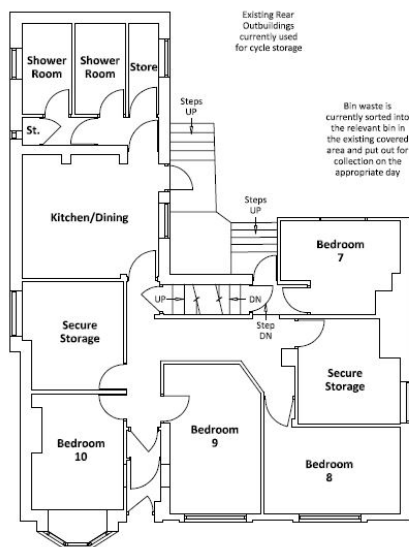 Existing Rear
Outbuildings
currently used
for cycle storage
Shower
Room
Shower
Room
Store
St.
Steps
UP
Bin waste is
currently sorted into
the relevant bin in
the existing covered
area and put out for
collection on the
appropriate day
Kitchen/Dining
Steps
UP
Bedroom
7
UP
DN
Step
DN
Secure
Storage
Secure
Storage
Bedroom
10
Bedroom
9
Bedroom
8